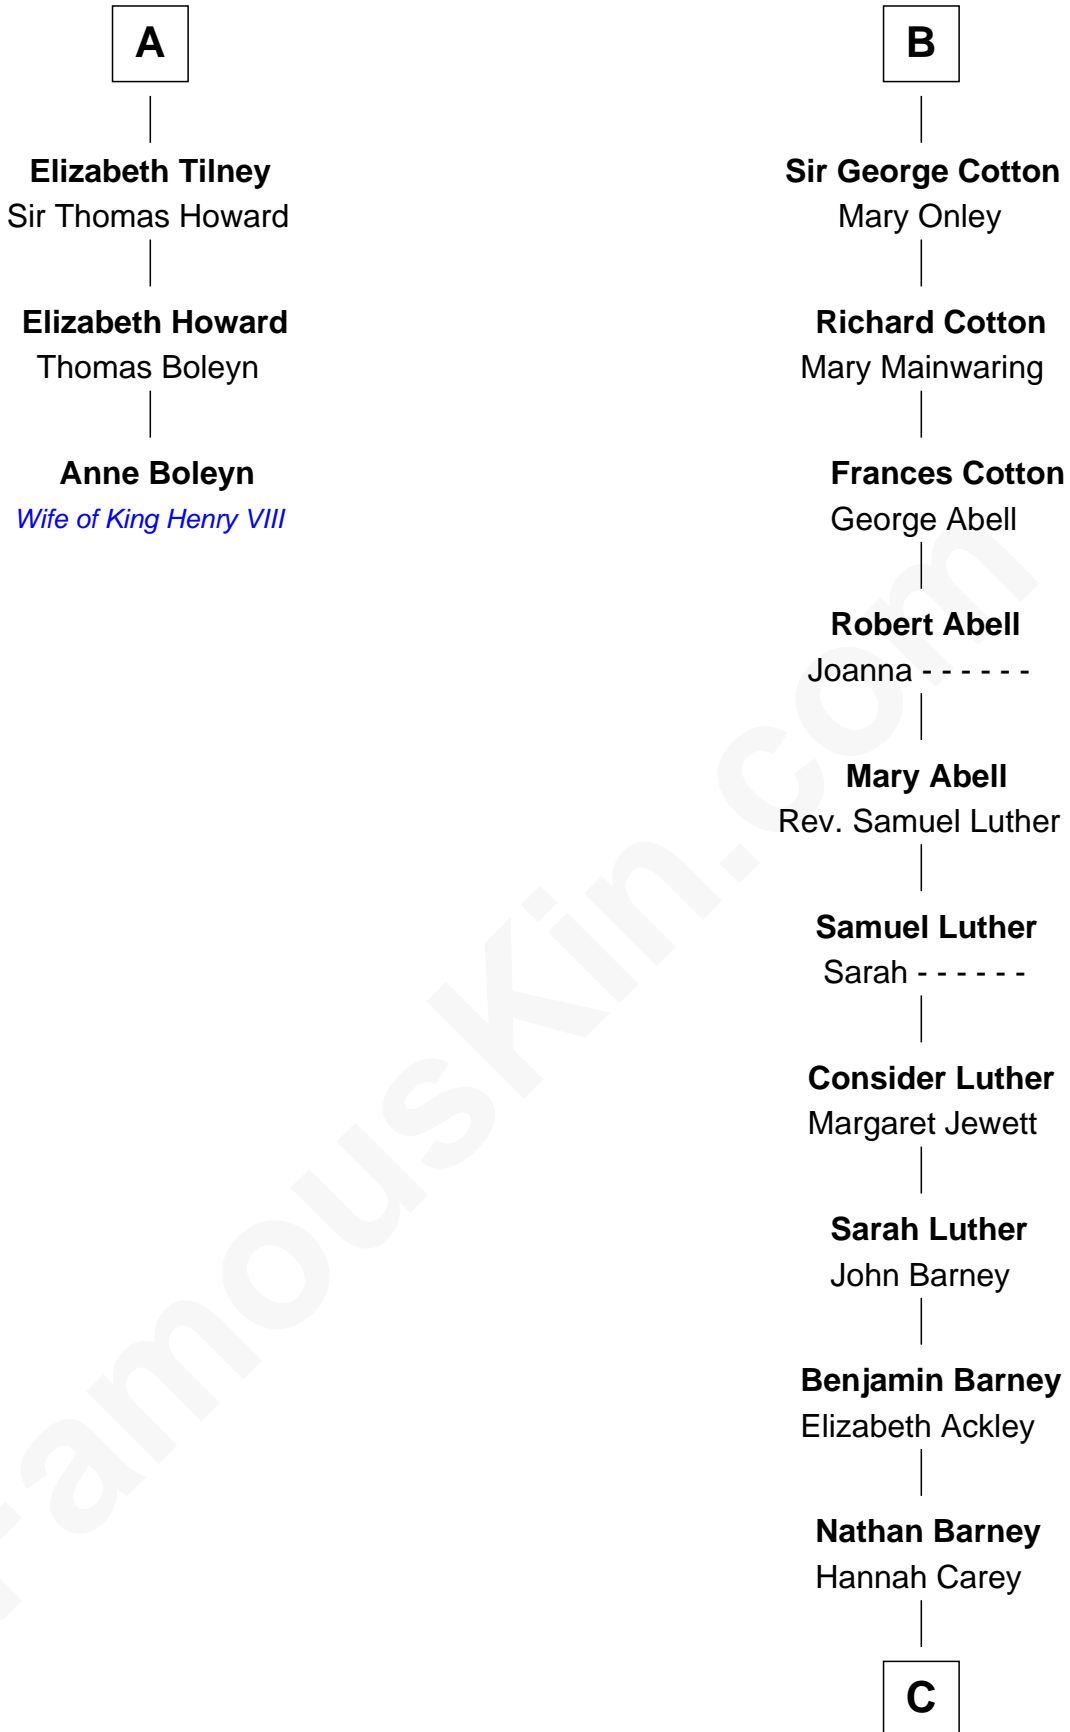 A
Elizabeth Tilney
Sir Thomas Howard
Elizabeth Howard
Thomas Boleyn
Anne Boleyn
Wife of King Henry VIII
B
Sir George Cotton
Mary Onley
Richard Cotton
Mary Mainwaring
Frances Cotton
George Abell
Robert Abell
Joanna - - - - - -
Mary Abell
Rev. Samuel Luther
Samuel Luther
Sarah - - - - - -
Consider Luther
Margaret Jewett
Sarah Luther
John Barney
Benjamin Barney
Elizabeth Ackley
Nathan Barney
Hannah Carey
C
FamousKin.com